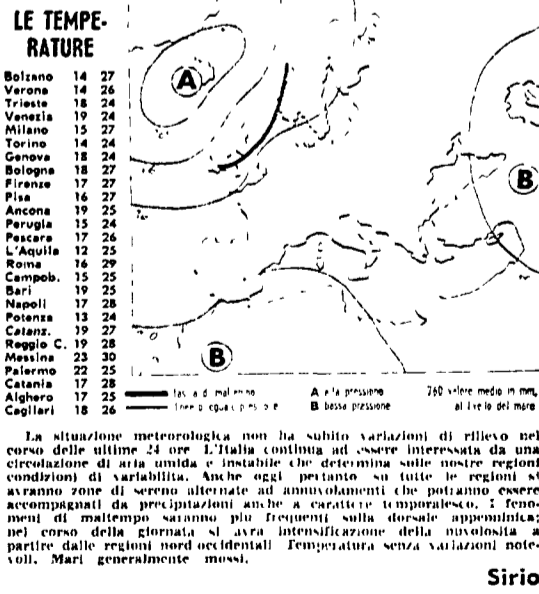 LE TEMPE-
RATURE
Bolzano 14 27
Verona 14 26
Trieste 18 24
Venezia 19 24
Milano 15 27
Torino 14 24
Genova 18 24
Bologna 18 27
Firenze 17 27
Pisa 16 27
Ancona 19 25
Perugia 15 24
Pescara 17 26
L'Aquila 12 25
Roma 16 29
Campob. 15 25
Bari 19 25
Napoli 17 28
Potenza 13 24
Catanz. 19 27
Reggio C. 19 28
Messina 23 30
Palermo 22 25
Catania 17 28
Alghero 17 25
Cagliari 18 26
A
B
B
A alta pressione
B bassa pressione
760 valore medio in mm,
al livello del mare
La situazione meteorologica non ha subito variazioni di rilievo nel
corso delle ultime 24 ore L'Italia continua ad essere interessata da una
circolazione di aria umida e instabile che determina sulle nostre regioni
condizioni di variabilita. Anche oggi pertanto su tutte le regioni si
avranno zone di sereno alternate ad annuvolamenti che potranno essere
accompagnati da precipitazioni anche a carattere temporalesco. I feno-
meni di maltempo saranno piu frequenti sulla dorsale appenninica;
nel corso della giornata si avra intensificazione della nuvolosita a
partire dalle regioni nord occidentali Temperatura senza variazioni note-
voli. Mari generalmente mossi.
Sirio